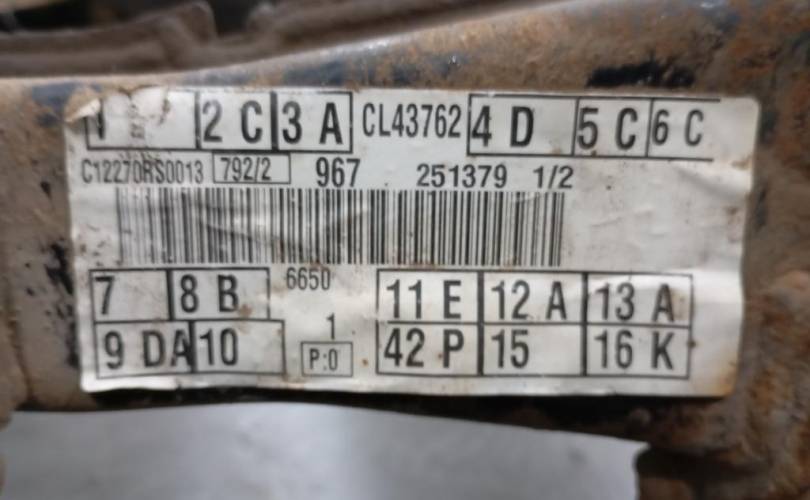 1 2 C 3 A CL43762 4 D 5 C 6 C
C12270RS0013 792/2 967 251379 1/2
7 8 B 6650 11 E 12 A 13 A
9 DA 10 1 P:0 42 P 15 16 K